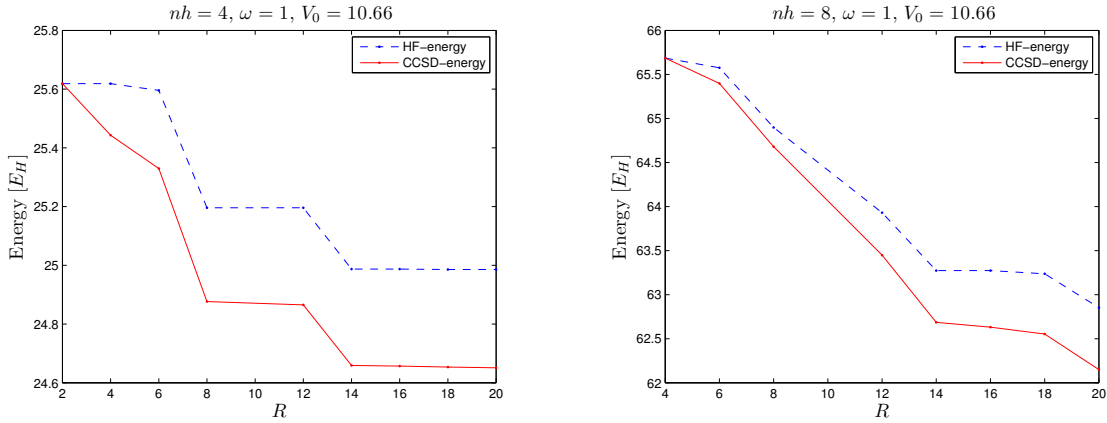 nh = 4, ω = 1, V₀ = 10.66
25.8
25.6
25.4
25.2
25
24.8
24.6
Energy [E_H]
HF−energy
CCSD−energy
2 4 6 8 10 12 14 16 18 20
R
nh = 8, ω = 1, V₀ = 10.66
66
65.5
65
64.5
64
63.5
63
62.5
62
Energy [E_H]
HF−energy
CCSD−energy
4 6 8 10 12 14 16 18 20
R